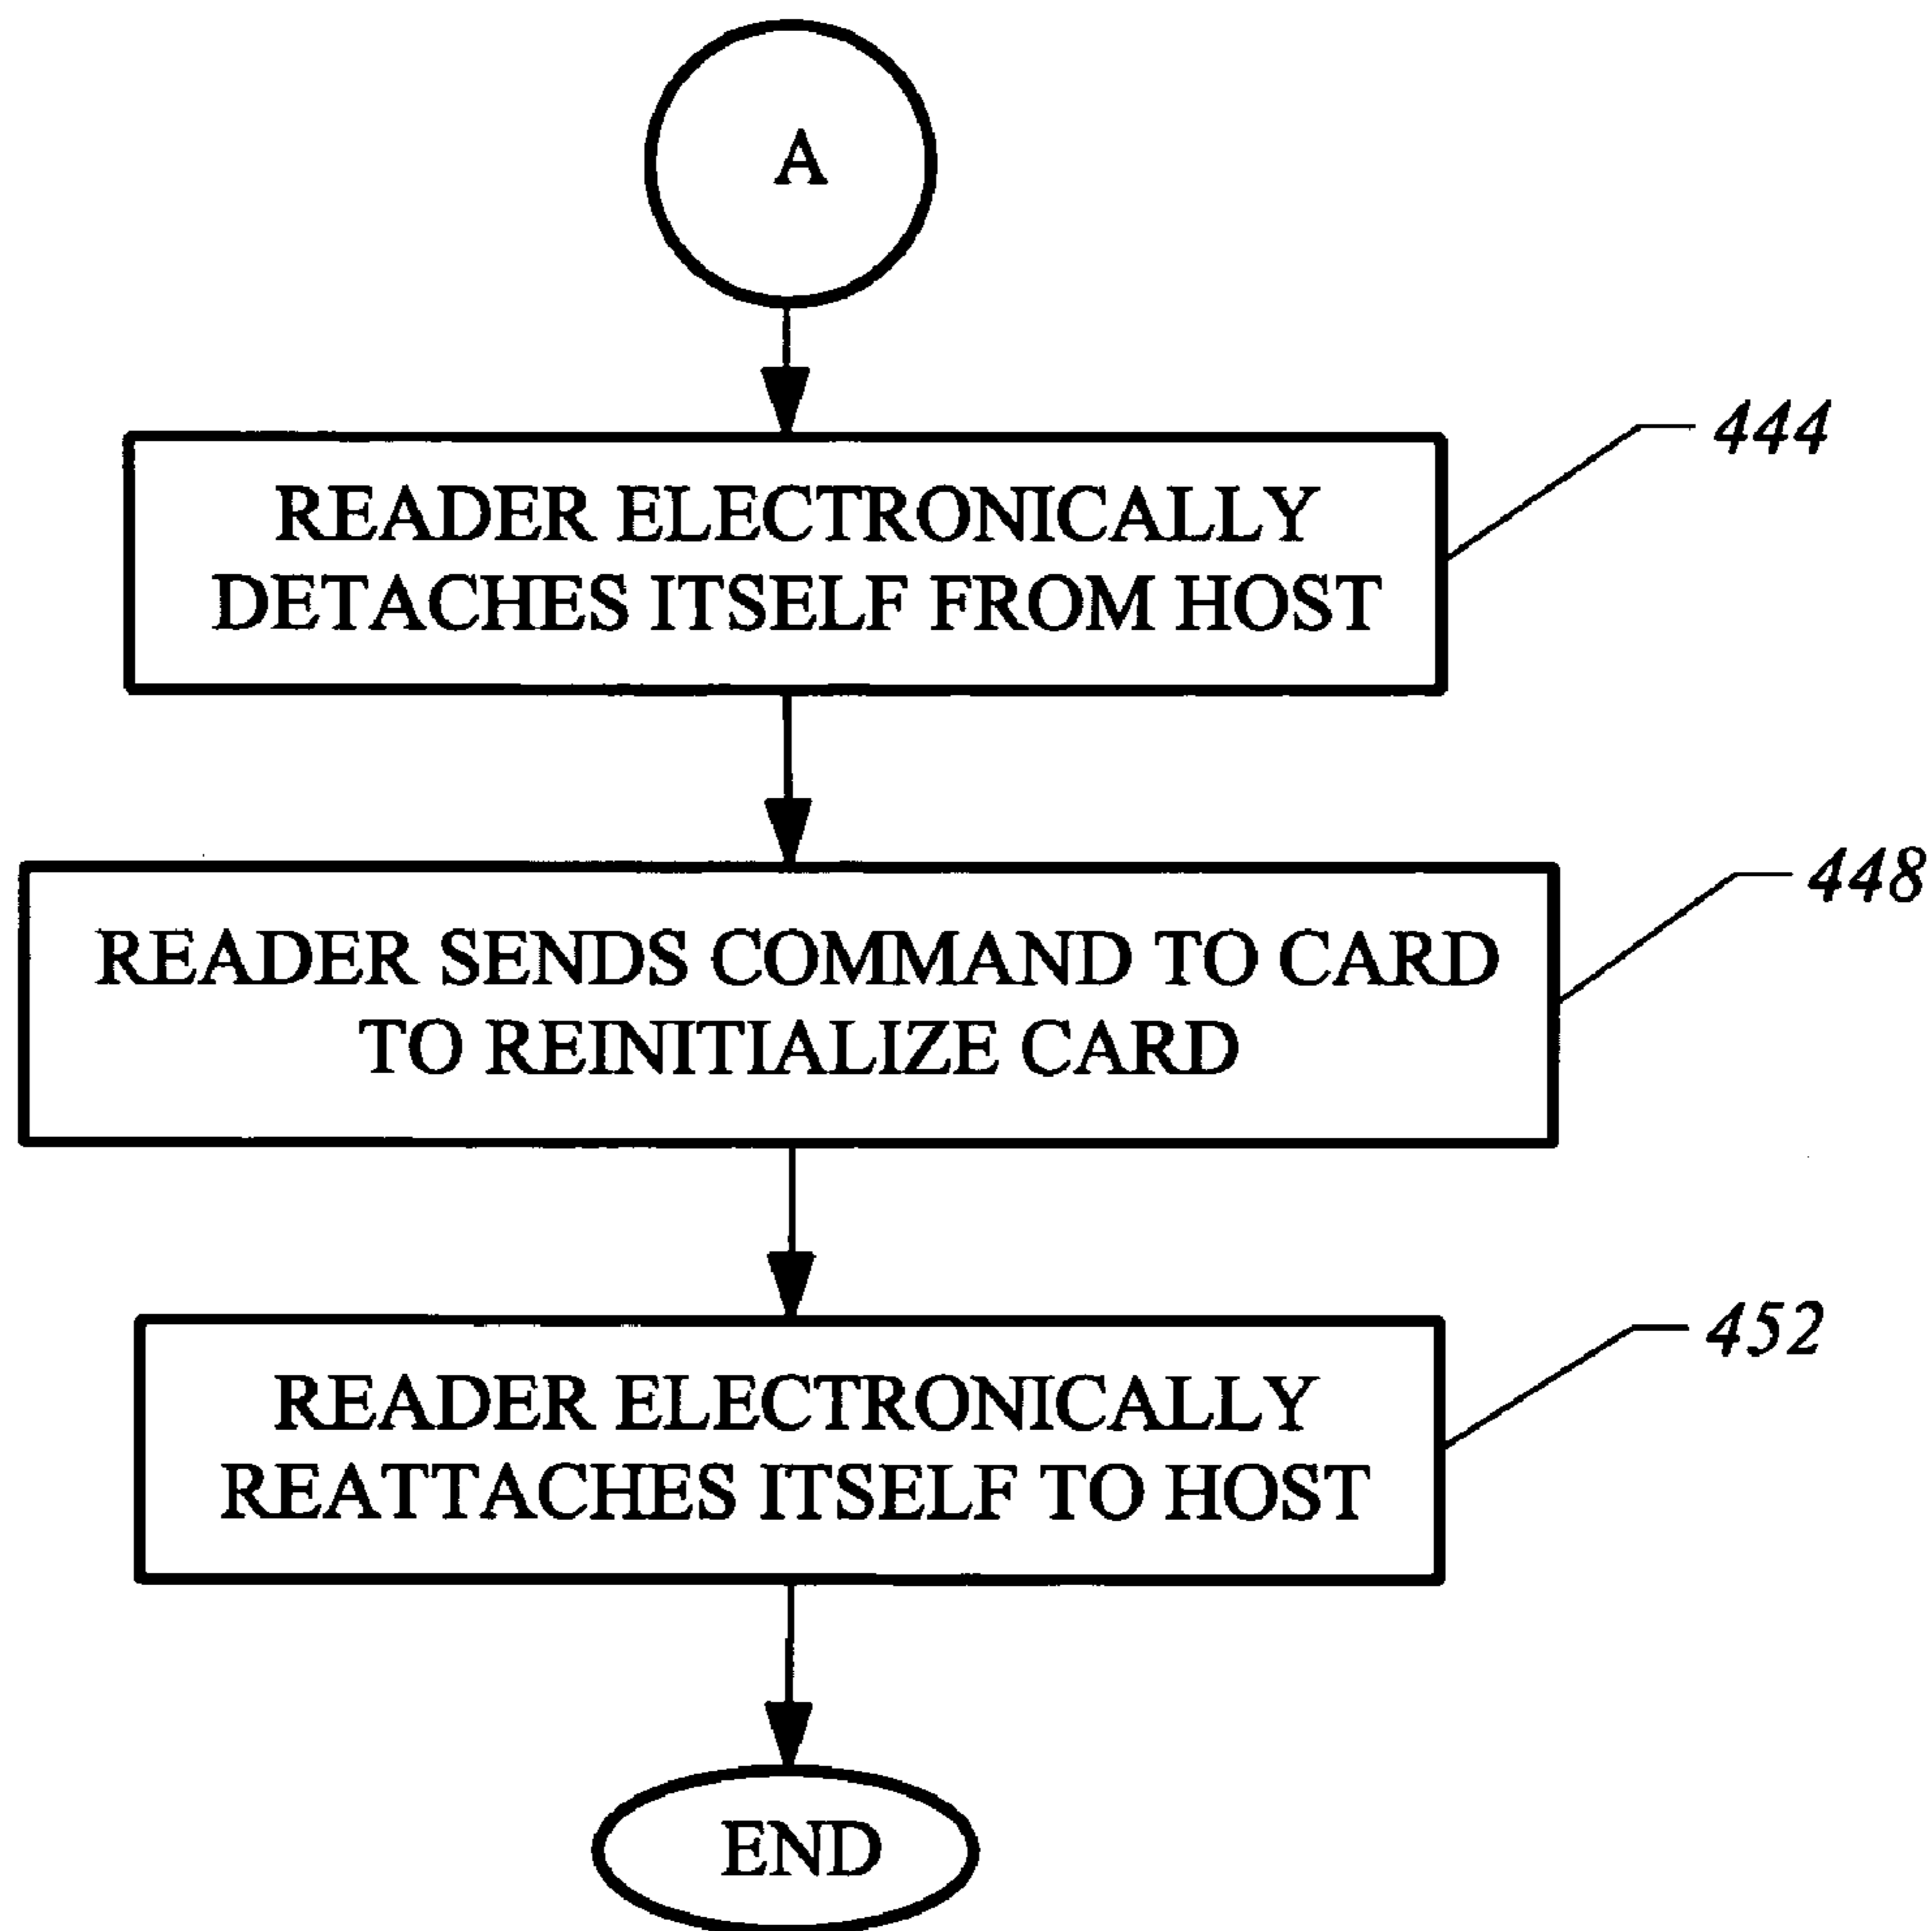 A
444
READER ELECTRONICALLY
DETACHES ITSELF FROM HOST
448
READER SENDS COMMAND TO CARD
TO REINITIALIZE CARD
452
READER ELECTRONICALLY
REATTACHES ITSELF TO HOST
END